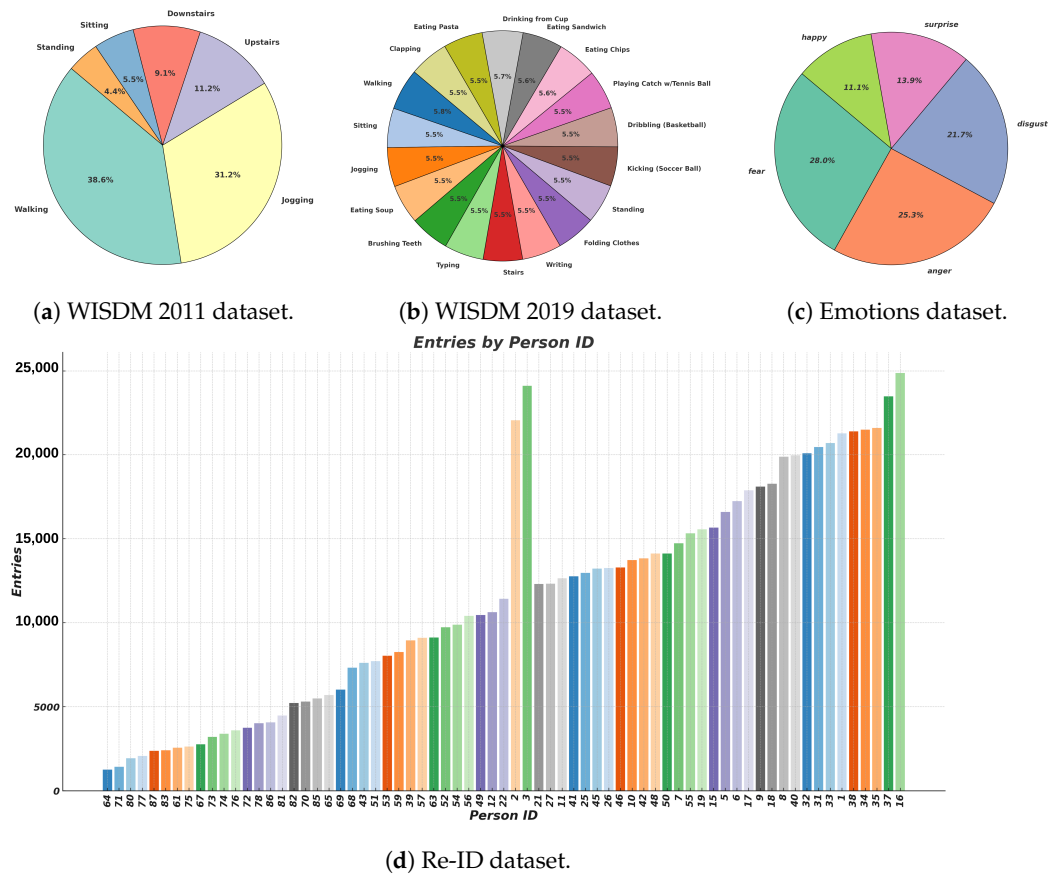 Downstairs
Sitting
Upstairs
Standing
9.1%
5.5%
11.2%
4.4%
38.6%
31.2%
Walking
Jogging
Drinking from Cup
Eating Pasta
Eating Sandwich
Clapping
Eating Chips
Walking
Playing Catch w/Tennis Ball
Sitting
Dribbling (Basketball)
Jogging
Kicking (Soccer Ball)
Eating Soup
Standing
Brushing Teeth
Folding Clothes
Typing
Writing
Stairs
5.7%
5.5%
5.6%
5.5%
5.6%
5.8%
5.5%
5.5%
5.5%
5.5%
5.5%
5.5%
5.5%
5.5%
5.5%
5.5%
5.5%
5.5%
surprise
happy
13.9%
11.1%
21.7%
disgust
fear
28.0%
25.3%
anger
(a) WISDM 2011 dataset.
(b) WISDM 2019 dataset.
(c) Emotions dataset.
Entries by Person ID
25,000
20,000
15,000
10,000
5000
0
Entries
64 71 80 77 87 83 61 75 67 73 74 76 72 78 86 81 82 70 85 65 69 68 43 51 53 59 39 57 63 52 54 56 49 12 22 2 3 21 27 11 41 25 45 26 46 10 42 48 50 7 55 19 15 5 6 17 9 18 8 40 32 31 33 1 38 34 35 37 16
Person ID
(d) Re-ID dataset.